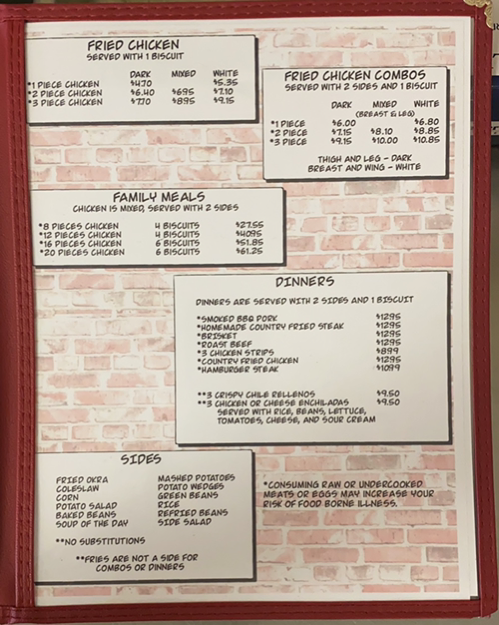 FRIED CHICKEN
SERVED WITH 1 BISCUIT
DARK MIXED WHITE
*1 PIECE CHICKEN $4.70 $5.35
*2 PIECE CHICKEN $6.40 $6.95 $7.10
*3 PIECE CHICKEN $7.70 $8.95 $9.15
FRIED CHICKEN COMBOS
SERVED WITH 2 SIDES AND 1 BISCUIT
DARK MIXED WHITE
(BREAST & LEG)
*1 PIECE $6.00 $6.80
*2 PIECE $7.15 $8.10 $8.85
*3 PIECE $9.15 $10.00 $10.85
THIGH AND LEG - DARK
BREAST AND WING - WHITE
FAMILY MEALS
CHICKEN IS MIXED, SERVED WITH 2 SIDES
*8 PIECES CHICKEN 4 BISCUITS $27.55
*12 PIECES CHICKEN 4 BISCUITS $40.95
*16 PIECES CHICKEN 6 BISCUITS $51.85
*20 PIECES CHICKEN 6 BISCUITS $61.25
DINNERS
DINNERS ARE SERVED WITH 2 SIDES AND 1 BISCUIT
*SMOKED BBQ PORK $12.95
*HOMEMADE COUNTRY FRIED STEAK $12.95
*BRISKET $12.95
*ROAST BEEF $12.95
*3 CHICKEN STRIPS $8.99
*COUNTRY FRIED CHICKEN $12.95
*HAMBURGER STEAK $10.99
**3 CRISPY CHILE RELLENOS $9.50
**3 CHICKEN OR CHEESE ENCHILADAS $9.50
SERVED WITH RICE, BEANS, LETTUCE,
TOMATOES, CHEESE, AND SOUR CREAM
SIDES
FRIED OKRA MASHED POTATOES
COLESLAW POTATO WEDGES
CORN GREEN BEANS
POTATO SALAD RICE
BAKED BEANS REFRIED BEANS
SOUP OF THE DAY SIDE SALAD
**NO SUBSTITUTIONS
**FRIES ARE NOT A SIDE FOR
COMBOS OR DINNERS
*CONSUMING RAW OR UNDERCOOKED
MEATS OR EGGS MAY INCREASE YOUR
RISK OF FOOD BORNE ILLNESS.